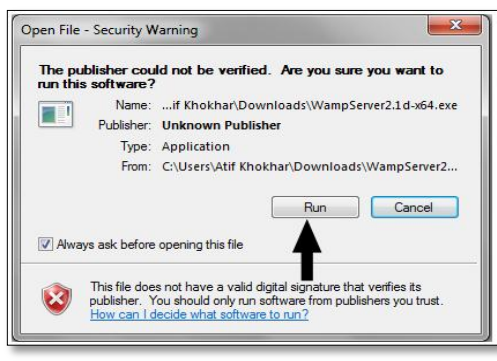 Open File - Security Warning
The publisher could not be verified. Are you sure you want to
run this software?
Name: ...if Khokhar\Downloads\WampServer2.1d-x64.exe
Publisher: Unknown Publisher
Type: Application
From: C:\Users\Atif Khokhar\Downloads\WampServer2...
Run Cancel
Always ask before opening this file
This file does not have a valid digital signature that verifies its
publisher. You should only run software from publishers you trust.
How can I decide what software to run?